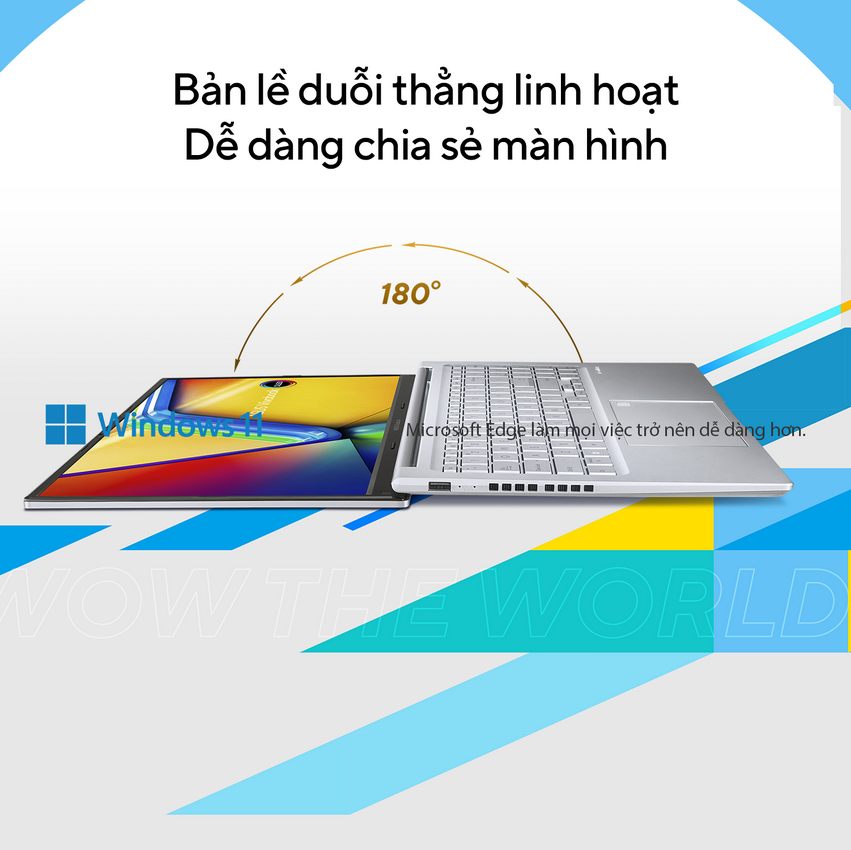 Bản lề duỗi thẳng linh hoạt
Dễ dàng chia sẻ màn hình
180°
Windows 11
Microsoft Edge làm mọi việc trở nên dễ dàng hơn.
WOW THE WORLD